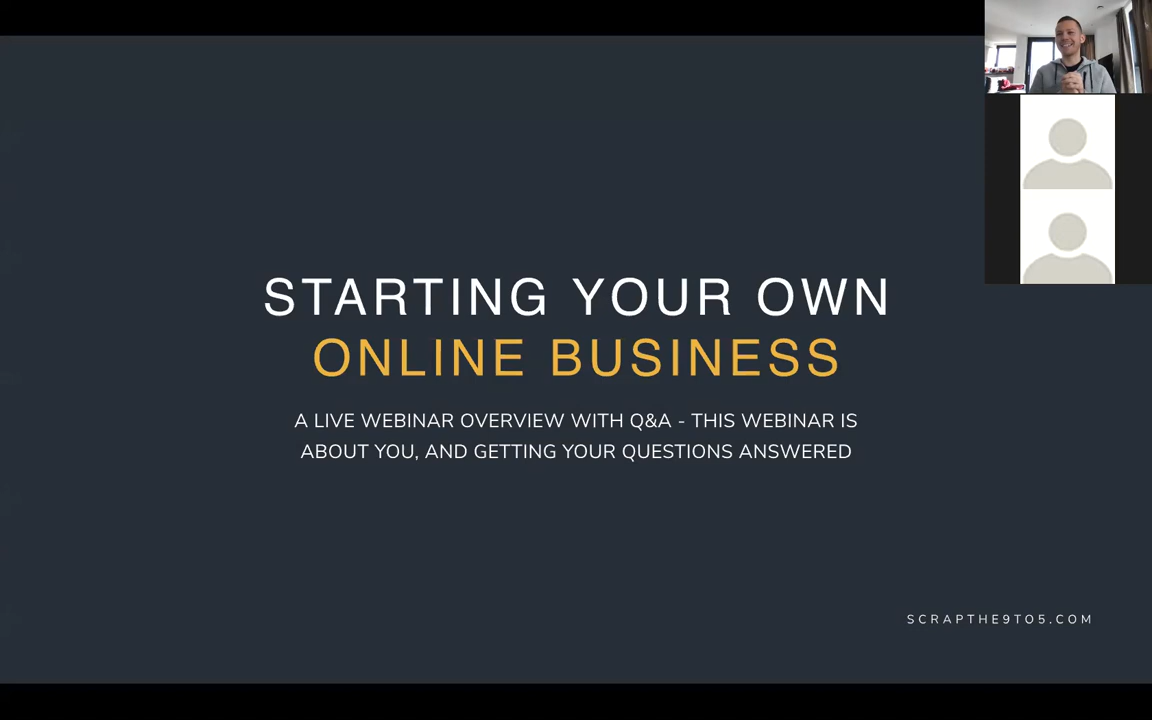 STARTING YOUR OWN
ONLINE BUSINESS
A LIVE WEBINAR OVERVIEW WITH Q&A - THIS WEBINAR IS
ABOUT YOU, AND GETTING YOUR QUESTIONS ANSWERED
SCRAPTHE9TO5.COM